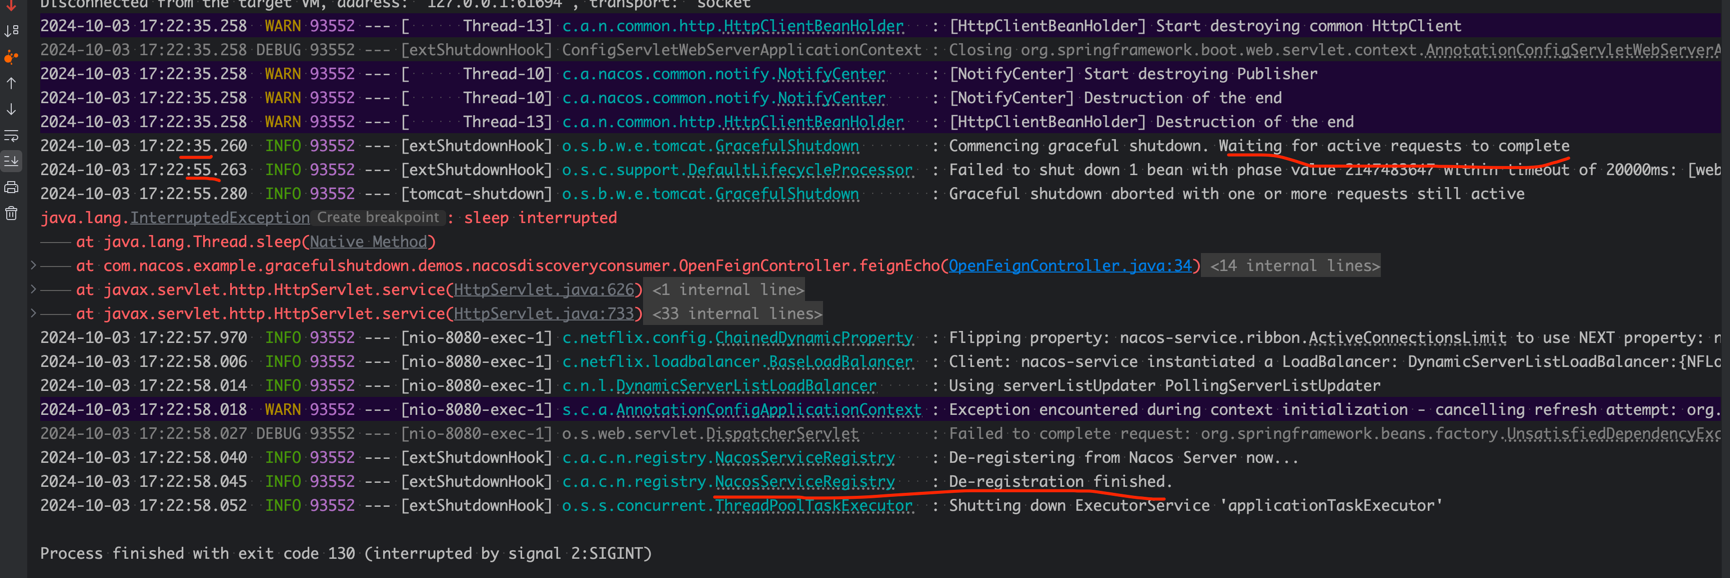 Disconnected from the target VM, address: '127.0.0.1:61694', transport: 'socket'
2024-10-03 17:22:35.258  WARN 93552 --- [      Thread-13] c.a.n.common.http.HttpClientBeanHolder   : [HttpClientBeanHolder] Start destroying common HttpClient
2024-10-03 17:22:35.258 DEBUG 93552 --- [extShutdownHook] ConfigServletWebServerApplicationContext : Closing org.springframework.boot.web.servlet.context.AnnotationConfigServletWebServerA
2024-10-03 17:22:35.258  WARN 93552 --- [      Thread-10] c.a.nacos.common.notify.NotifyCenter     : [NotifyCenter] Start destroying Publisher
2024-10-03 17:22:35.258  WARN 93552 --- [      Thread-10] c.a.nacos.common.notify.NotifyCenter     : [NotifyCenter] Destruction of the end
2024-10-03 17:22:35.258  WARN 93552 --- [      Thread-13] c.a.n.common.http.HttpClientBeanHolder   : [HttpClientBeanHolder] Destruction of the end
2024-10-03 17:22:35.260  INFO 93552 --- [extShutdownHook] o.s.b.w.e.tomcat.GracefulShutdown        : Commencing graceful shutdown. Waiting for active requests to complete
2024-10-03 17:22:55.263  INFO 93552 --- [extShutdownHook] o.s.c.support.DefaultLifecycleProcessor  : Failed to shut down 1 bean with phase value 2147483647 within timeout of 20000ms: [web
2024-10-03 17:22:55.280  INFO 93552 --- [tomcat-shutdown] o.s.b.w.e.tomcat.GracefulShutdown        : Graceful shutdown aborted with one or more requests still active
java.lang.InterruptedException Create breakpoint : sleep interrupted
at java.lang.Thread.sleep(Native Method)
at com.nacos.example.gracefulshutdown.demos.nacosdiscoveryconsumer.OpenFeignController.feignEcho(OpenFeignController.java:34) <14 internal lines>
at javax.servlet.http.HttpServlet.service(HttpServlet.java:626) <1 internal line>
at javax.servlet.http.HttpServlet.service(HttpServlet.java:733) <33 internal lines>
2024-10-03 17:22:57.970  INFO 93552 --- [nio-8080-exec-1] c.netflix.config.ChainedDynamicProperty  : Flipping property: nacos-service.ribbon.ActiveConnectionsLimit to use NEXT property: n
2024-10-03 17:22:58.006  INFO 93552 --- [nio-8080-exec-1] c.netflix.loadbalancer.BaseLoadBalancer  : Client: nacos-service instantiated a LoadBalancer: DynamicServerListLoadBalancer:{NFLo
2024-10-03 17:22:58.014  INFO 93552 --- [nio-8080-exec-1] c.n.l.DynamicServerListLoadBalancer      : Using serverListUpdater PollingServerListUpdater
2024-10-03 17:22:58.018  WARN 93552 --- [nio-8080-exec-1] s.c.a.AnnotationConfigApplicationContext : Exception encountered during context initialization - cancelling refresh attempt: org.
2024-10-03 17:22:58.027 DEBUG 93552 --- [nio-8080-exec-1] o.s.web.servlet.DispatcherServlet        : Failed to complete request: org.springframework.beans.factory.UnsatisfiedDependencyExc
2024-10-03 17:22:58.040  INFO 93552 --- [extShutdownHook] c.a.c.n.registry.NacosServiceRegistry    : De-registering from Nacos Server now...
2024-10-03 17:22:58.045  INFO 93552 --- [extShutdownHook] c.a.c.n.registry.NacosServiceRegistry    : De-registration finished.
2024-10-03 17:22:58.052  INFO 93552 --- [extShutdownHook] o.s.s.concurrent.ThreadPoolTaskExecutor  : Shutting down ExecutorService 'applicationTaskExecutor'
Process finished with exit code 130 (interrupted by signal 2:SIGINT)